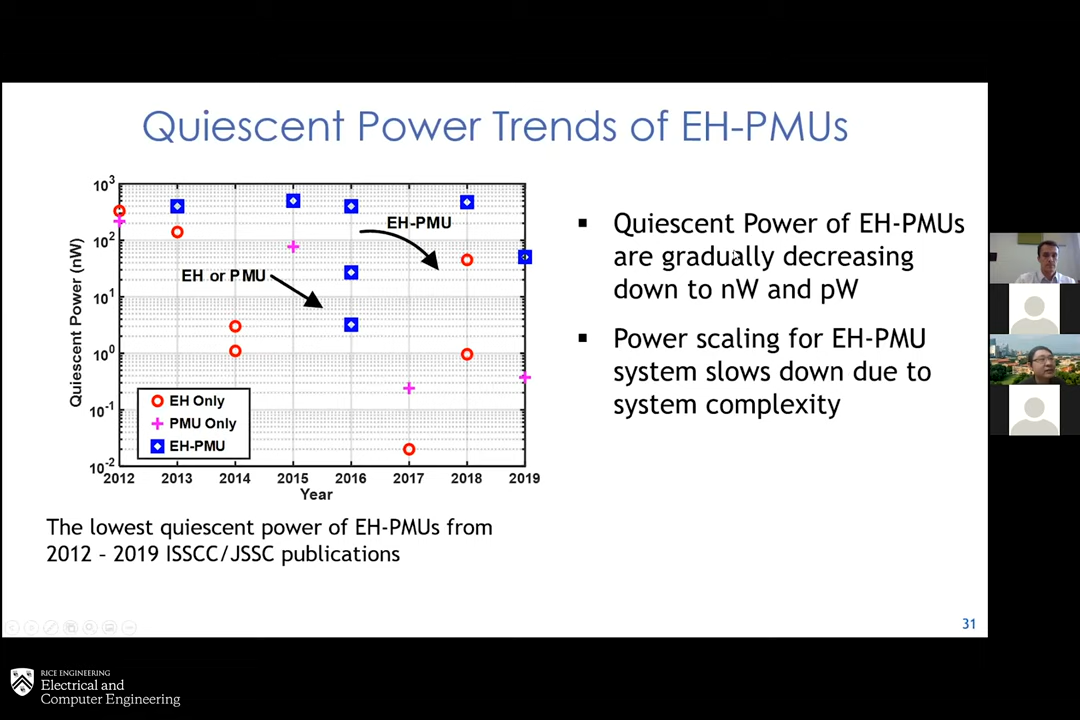 Quiescent Power Trends of EH-PMUs
10³
10²
10¹
10⁰
10⁻¹
10⁻²
Quiescent Power (nW)
EH-PMU
EH or PMU
EH Only
PMU Only
EH-PMU
2012 2013 2014 2015 2016 2017 2018 2019
Year
The lowest quiescent power of EH-PMUs from
2012 – 2019 ISSCC/JSSC publications
▪ Quiescent Power of EH-PMUs
are gradually decreasing
down to nW and pW
▪ Power scaling for EH-PMU
system slows down due to
system complexity
31
RICE ENGINEERING
Electrical and
Computer Engineering